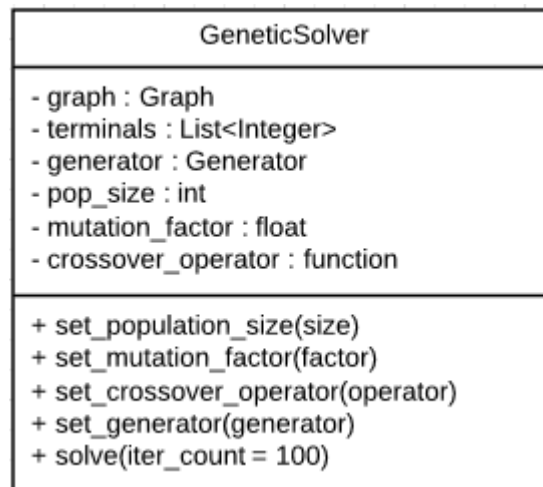 GeneticSolver
- graph : Graph
- terminals : List<Integer>
- generator : Generator
- pop_size : int
- mutation_factor : float
- crossover_operator : function
+ set_population_size(size)
+ set_mutation_factor(factor)
+ set_crossover_operator(operator)
+ set_generator(generator)
+ solve(iter_count = 100)